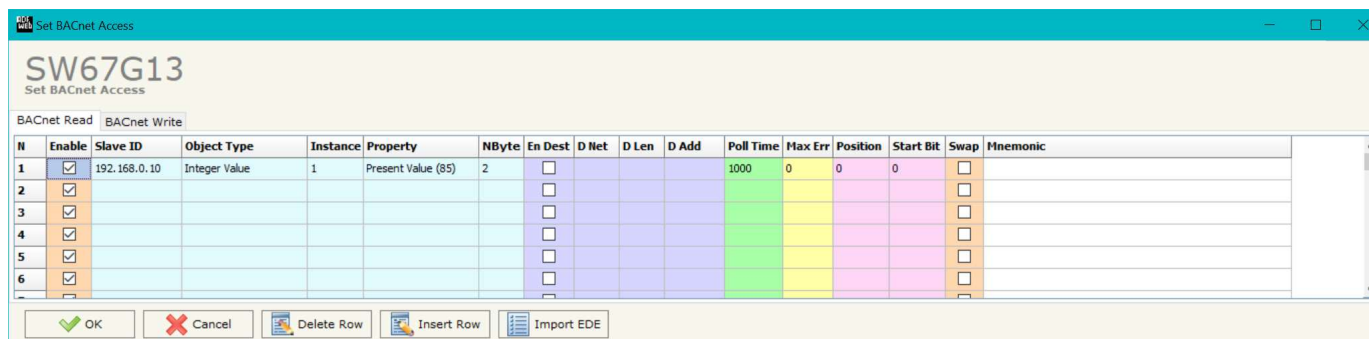 Set BACnet Access
SW67G13
Set BACnet Access
BACnet Read BACnet Write
N Enable Slave ID Object Type Instance Property NByte En Dest D Net D Len D Add Poll Time Max Err Position Start Bit Swap Mnemonic
1 192.168.0.10 Integer Value 1 Present Value (85) 2 1000 0 0 0
2
3
4
5
6
OK Cancel Delete Row Insert Row Import EDE